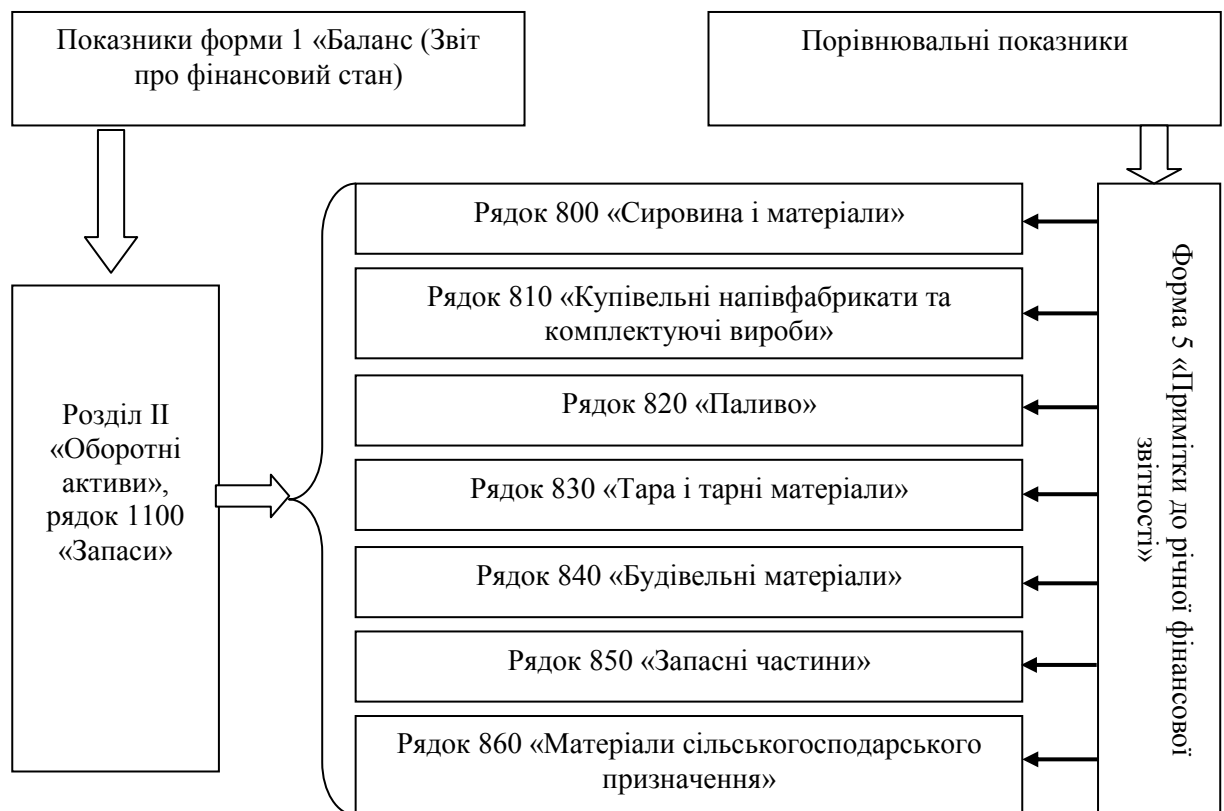 Показники форми 1 «Баланс (Звіт
про фінансовий стан)
Порівнювальні показники
Розділ II
«Оборотні
активи»,
рядок 1100
«Запаси»
Рядок 800 «Сировина і матеріали»
Рядок 810 «Купівельні напівфабрикати та
комплектуючі вироби»
Рядок 820 «Паливо»
Рядок 830 «Тара і тарні матеріали»
Рядок 840 «Будівельні матеріали»
Рядок 850 «Запасні частини»
Рядок 860 «Матеріали сільськогосподарського
призначення»
Форма 5 «Примітки до річної фінансової
звітності»